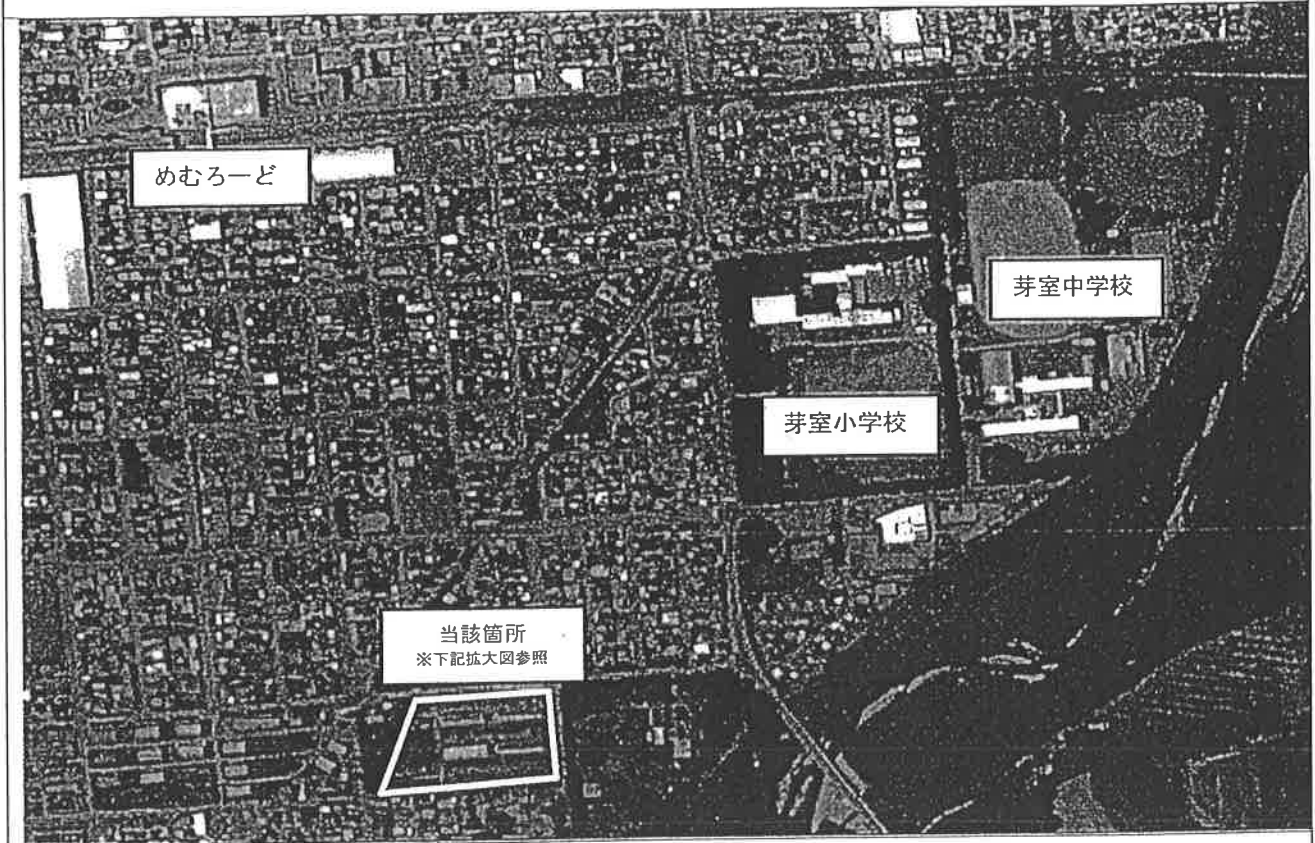 めむろーど
芽室中学校
芽室小学校
当該箇所
※下記拡大図参照